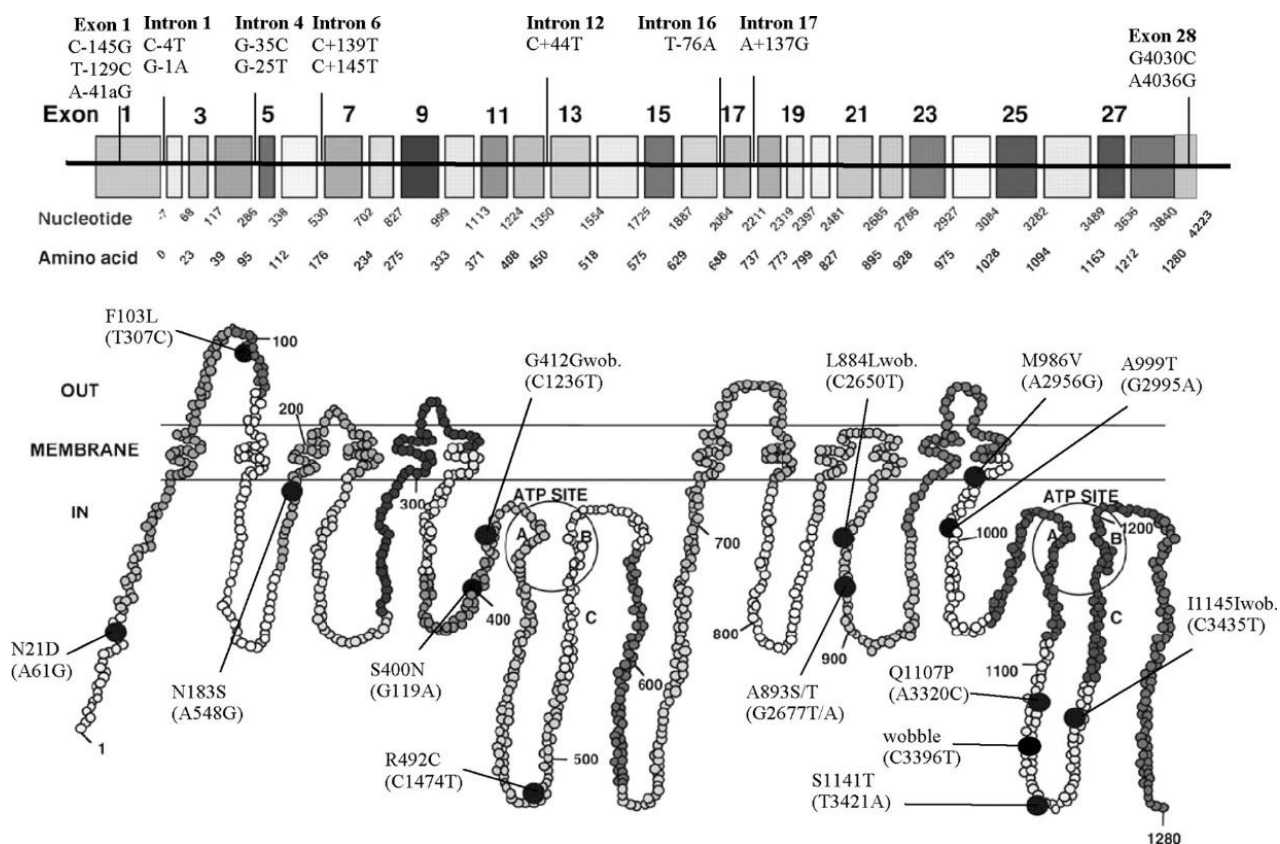 Exon 1
C-145G
T-129C
A-41aG
Intron 1
C-4T
G-1A
Intron 4
G-35C
G-25T
Intron 6
C+139T
C+145T
Intron 12
C+44T
Intron 16
T-76A
Intron 17
A+137G
Exon 28
G4030C
A4036G
Exon 1 3 5 7 9 11 13 15 17 19 21 23 25 27
Nucleotide -7 68 117 286 338 530 702 827 999 1113 1224 1350 1554 1725 1887 2064 2211 2319 2397 2481 2685 2786 2927 3084 3282 3489 3636 3840 4223
Amino acid 0 23 39 95 112 176 234 275 333 371 408 450 518 575 629 688 737 773 799 827 895 928 975 1028 1094 1163 1212 1280
F103L
(T307C)
100
G412Gwob.
(C1236T)
L884Lwob.
(C2650T)
M986V
(A2956G)
A999T
(G2995A)
OUT
200
MEMBRANE
IN
300
ATP SITE
A
B
C
400
700
ATP SITE
1000
A
B
1200
C
N21D
(A61G)
N183S
(A548G)
S400N
(G119A)
600
800
900
A893S/T
(G2677T/A)
1100
Q1107P
(A3320C)
I1145Iwob.
(C3435T)
1
R492C
(C1474T)
500
wobble
(C3396T)
S1141T
(T3421A)
1280